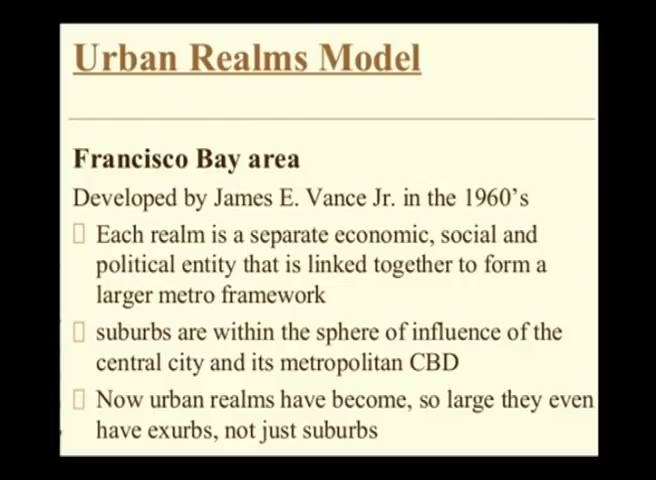 Urban Realms Model
Francisco Bay area
Developed by James E. Vance Jr. in the 1960’s
Each realm is a separate economic, social and
political entity that is linked together to form a
larger metro framework
suburbs are within the sphere of influence of the
central city and its metropolitan CBD
Now urban realms have become, so large they even
have exurbs, not just suburbs